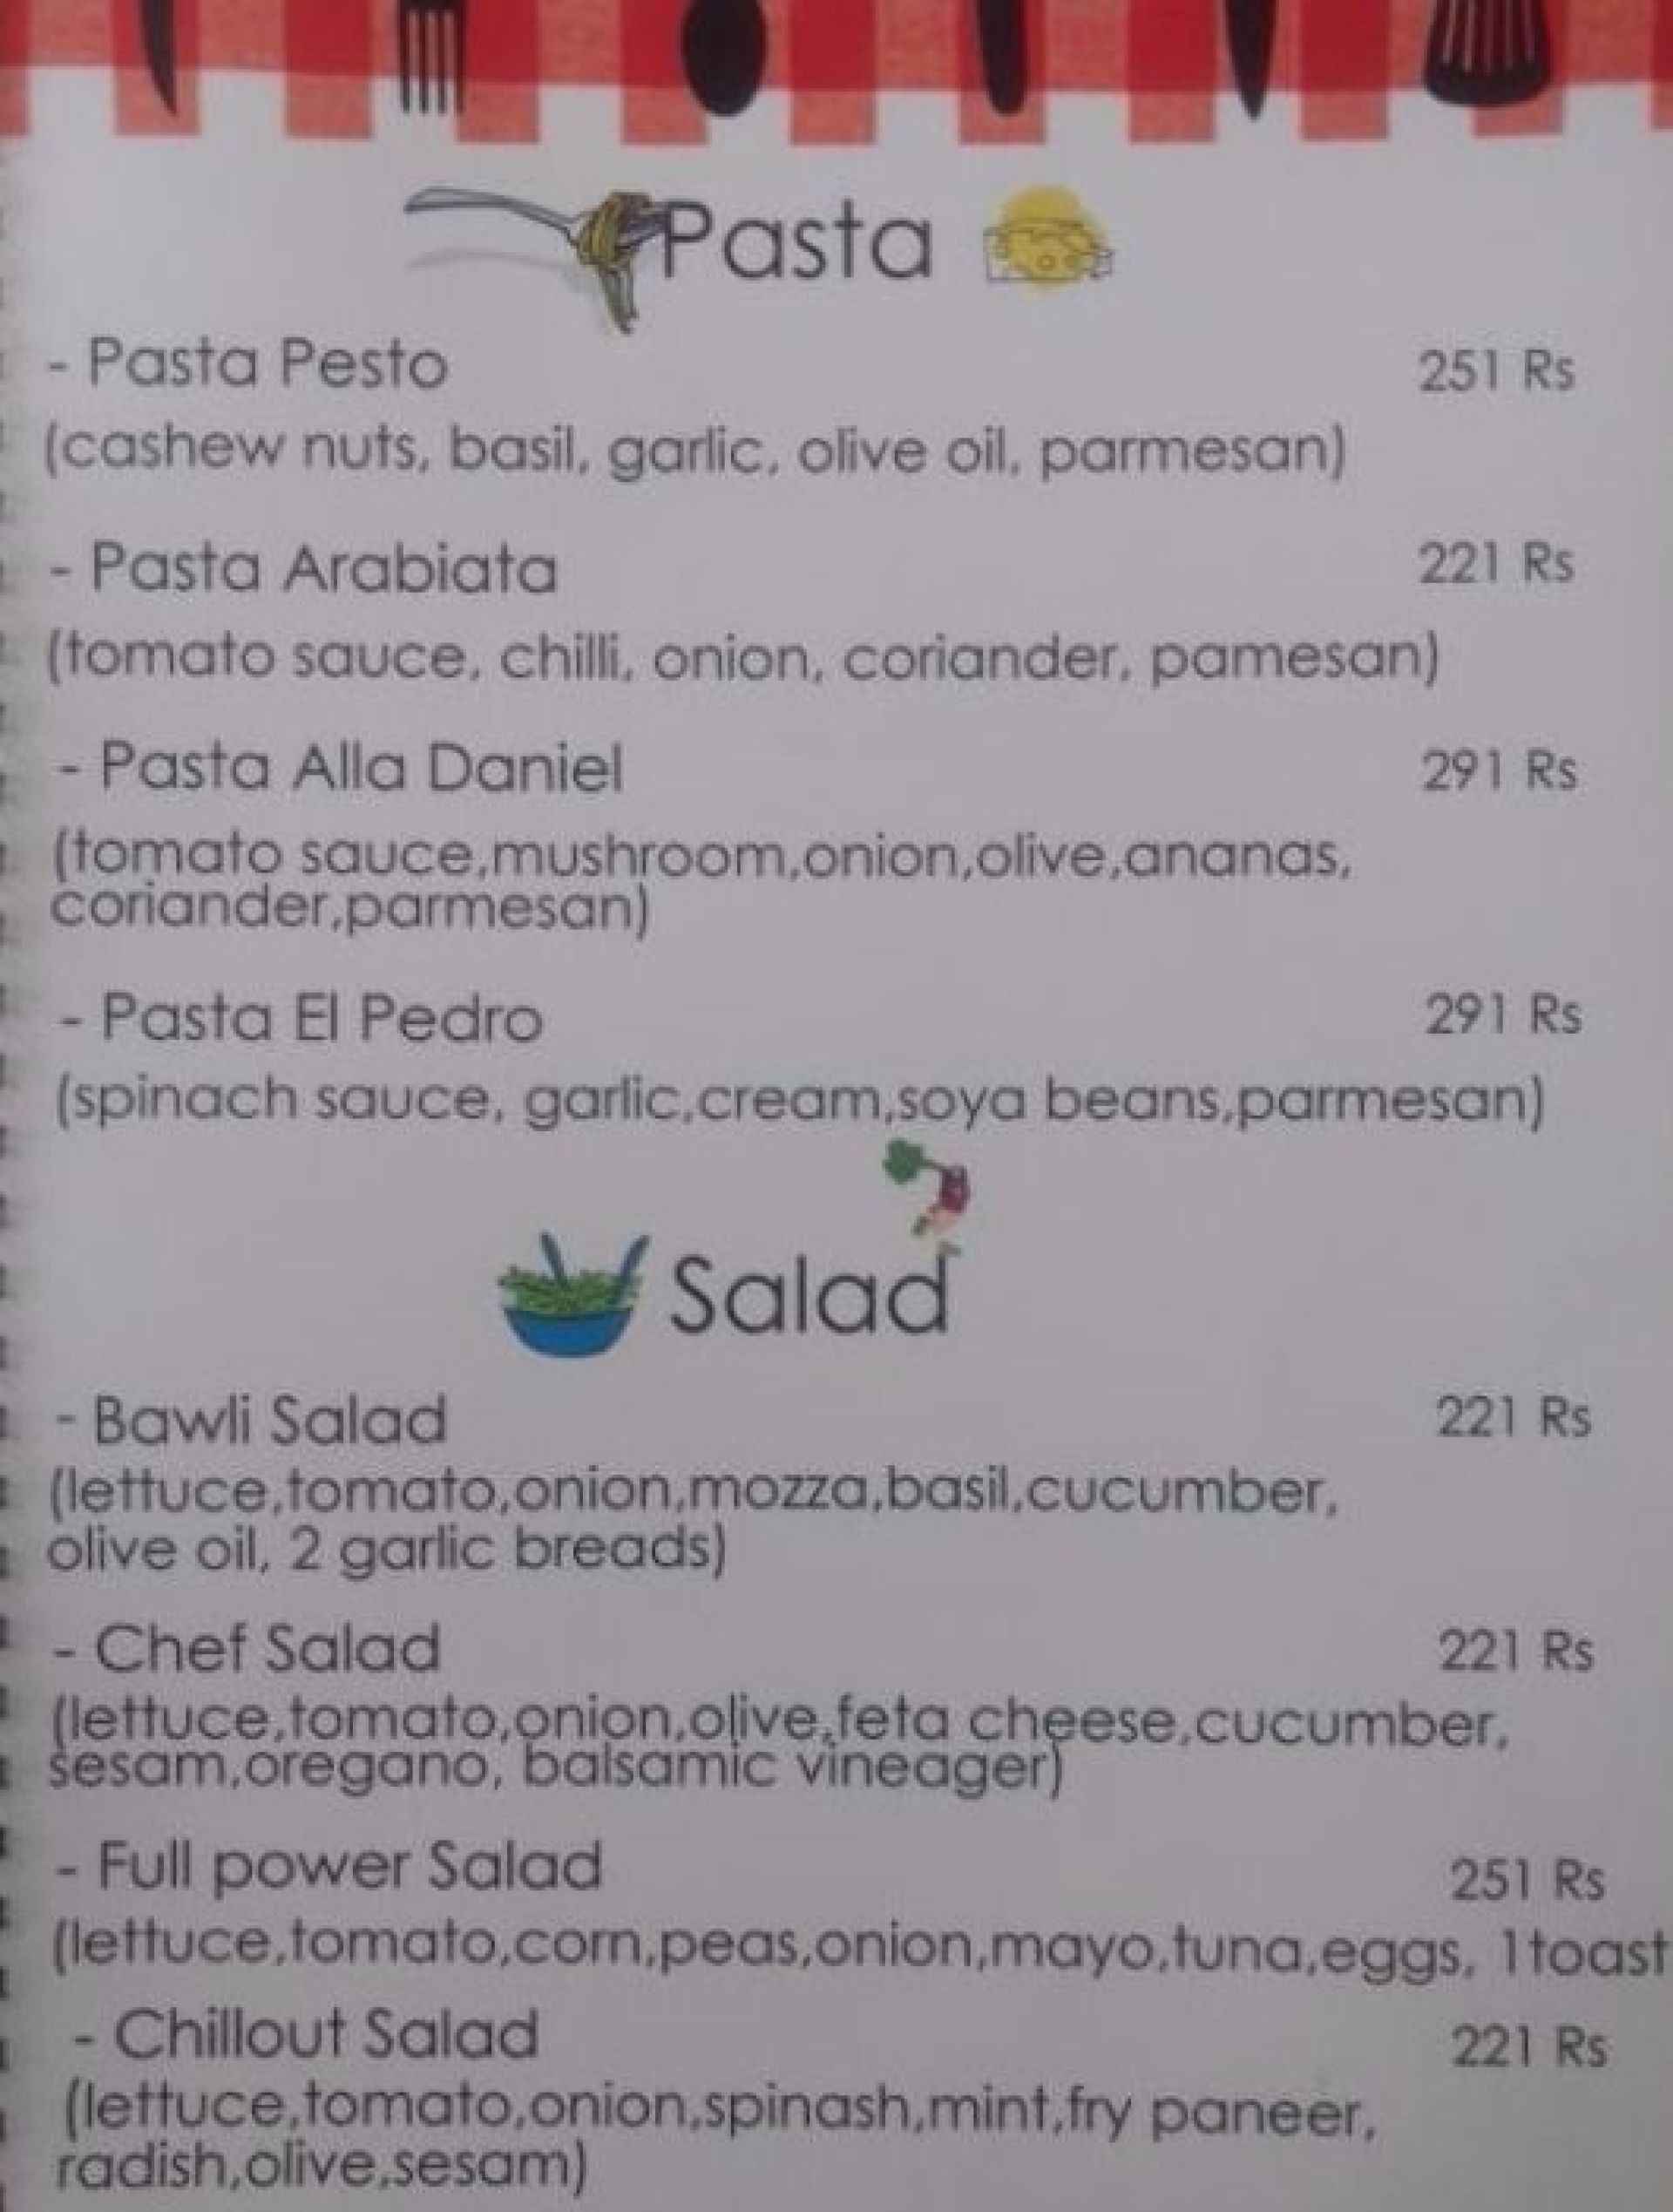 Pasta
- Pasta Pesto 251 Rs
(cashew nuts, basil, garlic, olive oil, parmesan)
- Pasta Arabiata 221 Rs
(tomato sauce, chilli, onion, coriander, pamesan)
- Pasta Alla Daniel 291 Rs
(tomato sauce,mushroom,onion,olive,ananas,
coriander,parmesan)
- Pasta El Pedro 291 Rs
(spinach sauce, garlic,cream,soya beans,parmesan)
Salad
- Bawli Salad 221 Rs
(lettuce,tomato,onion,mozza,basil,cucumber,
olive oil, 2 garlic breads)
- Chef Salad 221 Rs
(lettuce,tomato,onion,olive,feta cheese,cucumber,
sesam,oregano, balsamic vineager)
- Full power Salad 251 Rs
(lettuce,tomato,corn,peas,onion,mayo,tuna,eggs, 1toast
- Chillout Salad 221 Rs
(lettuce,tomato,onion,spinash,mint,fry paneer,
radish,olive,sesam)